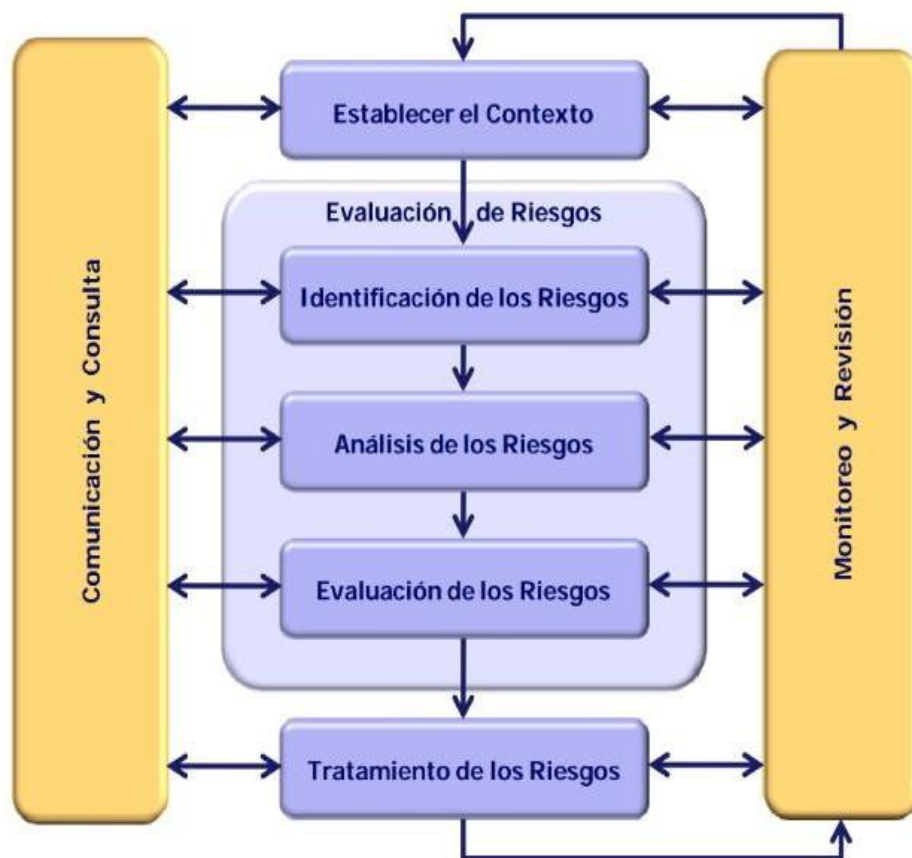 Establecer el Contexto
Evaluación de Riesgos
Identificación de los Riesgos
Análisis de los Riesgos
Evaluación de los Riesgos
Tratamiento de los Riesgos
Comunicación y Consulta
Monitoreo y Revisión